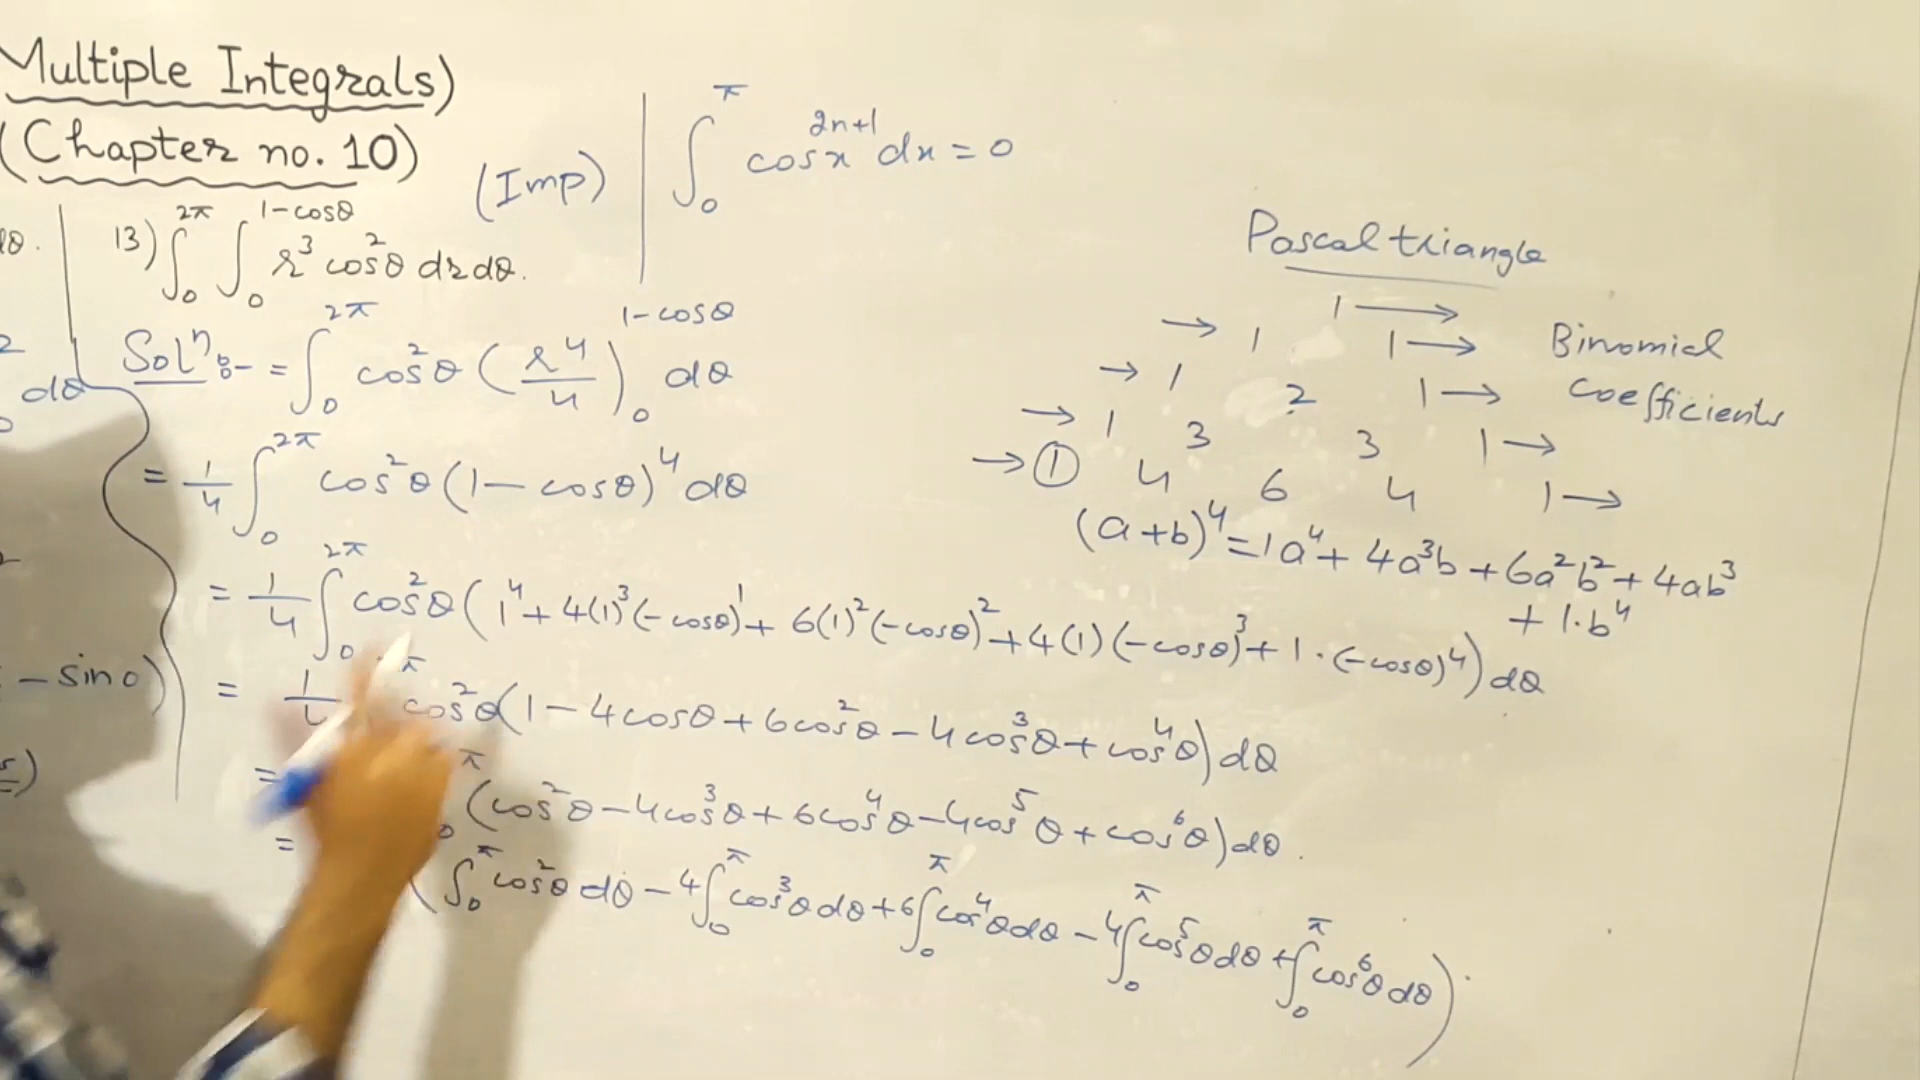 Multiple Integrals)
(Chapter no. 10)
(Imp)
∫₀^π cos^{2n+1}x dx = 0
dθ.
13) ∫₀^{2π} ∫₀^{1-cosθ} r³ cos²θ dr dθ.
Solⁿ:- = ∫₀^{2π} cos²θ (r⁴/4)₀^{1-cosθ} dθ
2
dθ
= 1/4 ∫₀^{2π} cos²θ (1 - cosθ)⁴ dθ
= 1/4 ∫₀^{2π} cos²θ (1⁴ + 4(1)³(-cosθ)¹ + 6(1)²(-cosθ)² + 4(1)(-cosθ)³ + 1·(-cosθ)⁴) dθ
- sin0)
= 1/ π cos²θ (1 - 4cosθ + 6cos²θ - 4cos³θ + cos⁴θ) dθ
= ₀^π (cos²θ - 4cos³θ + 6cos⁴θ - 4cos⁵θ + cos⁶θ) dθ.
= (∫₀^π cos²θ dθ - 4∫₀^π cos³θ dθ + 6∫₀^π cos⁴θ dθ - 4∫₀^π cos⁵θ dθ + ∫₀^π cos⁶θ dθ).
Pascal triangle
1 →
→ 1 1 →
→ 1 2 1 →
→ 1 3 3 1 →
→ 1 4 6 4 1 →
Binomial
coefficients
(a+b)⁴ = 1a⁴ + 4a³b + 6a²b² + 4ab³
+ 1·b⁴